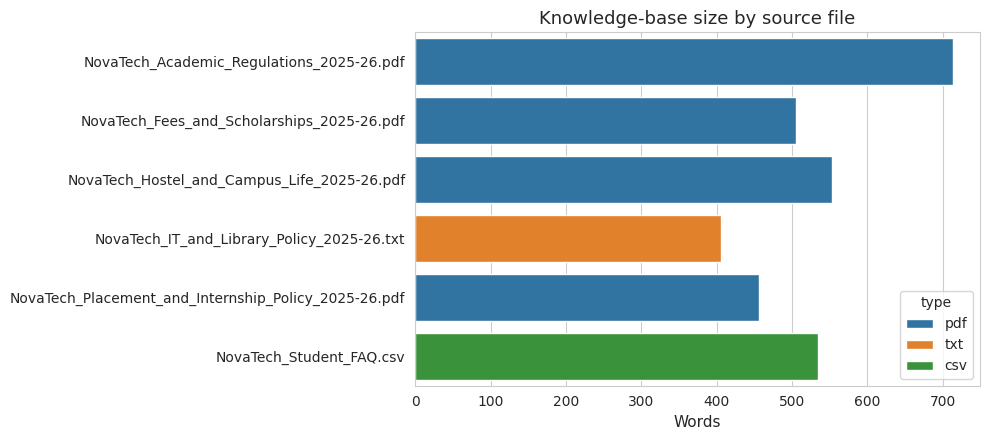 Knowledge-base size by source file
NovaTech_Academic_Regulations_2025-26.pdf
NovaTech_Fees_and_Scholarships_2025-26.pdf
NovaTech_Hostel_and_Campus_Life_2025-26.pdf
NovaTech_IT_and_Library_Policy_2025-26.txt
NovaTech_Placement_and_Internship_Policy_2025-26.pdf
NovaTech_Student_FAQ.csv
type
pdf
txt
csv
0 100 200 300 400 500 600 700
Words